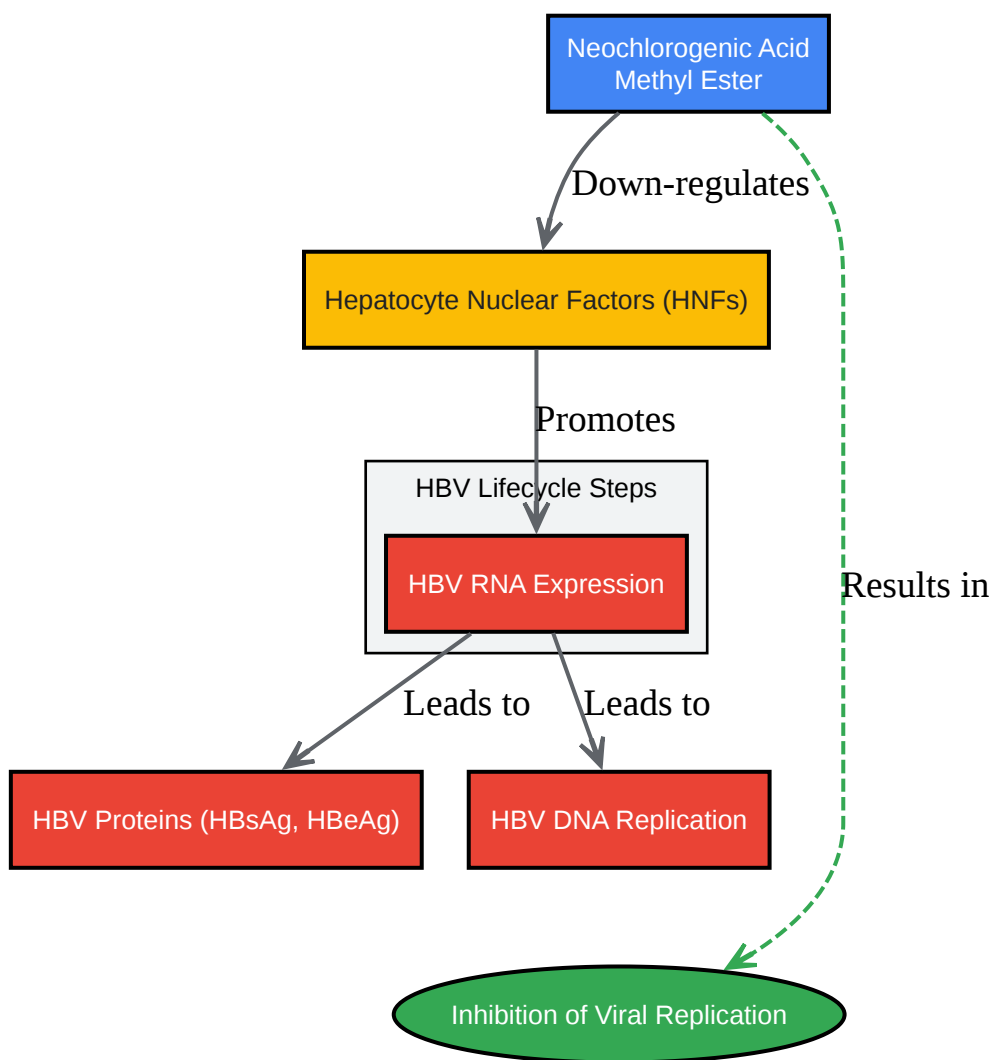 Neochlorogenic Acid
Methyl Ester
Down-regulates
Hepatocyte Nuclear Factors (HNFs)
Promotes
HBV Lifecycle Steps
HBV RNA Expression
Results in
Leads to
Leads to
HBV Proteins (HBsAg, HBeAg)
HBV DNA Replication
Inhibition of Viral Replication